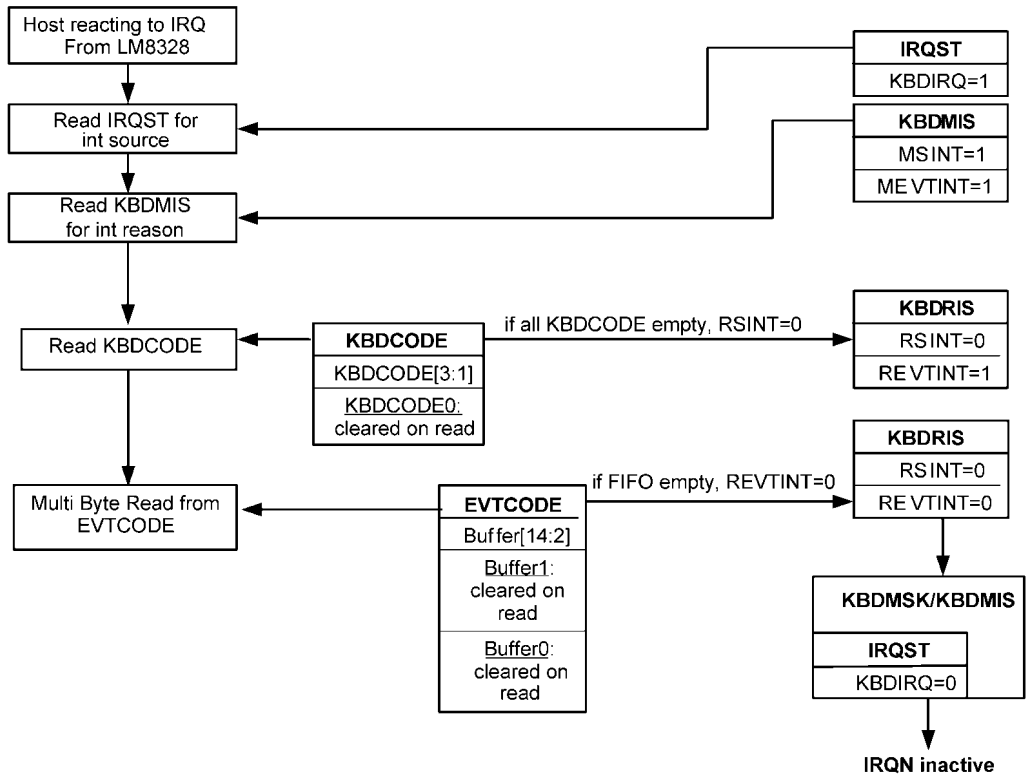 Host reacting to IRQ
From LM8328
IRQST
KBDIRQ=1
Read IRQST for
int source
KBDMIS
MSINT=1
MEVTINT=1
Read KBDMIS
for int reason
Read KBDCODE
KBDCODE
KBDCODE[3:1]
KBDCODE0:
cleared on read
if all KBDCODE empty, RSINT=0
KBDRIS
RSINT=0
REVTINT=1
Multi Byte Read from
EVTCODE
EVTCODE
Buffer[14:2]
Buffer1:
cleared on
read
Buffer0:
cleared on
read
if FIFO empty, REVTINT=0
KBDRIS
RSINT=0
REVTINT=0
KBDMSK/KBDMIS
IRQST
KBDIRQ=0
IRQN inactive